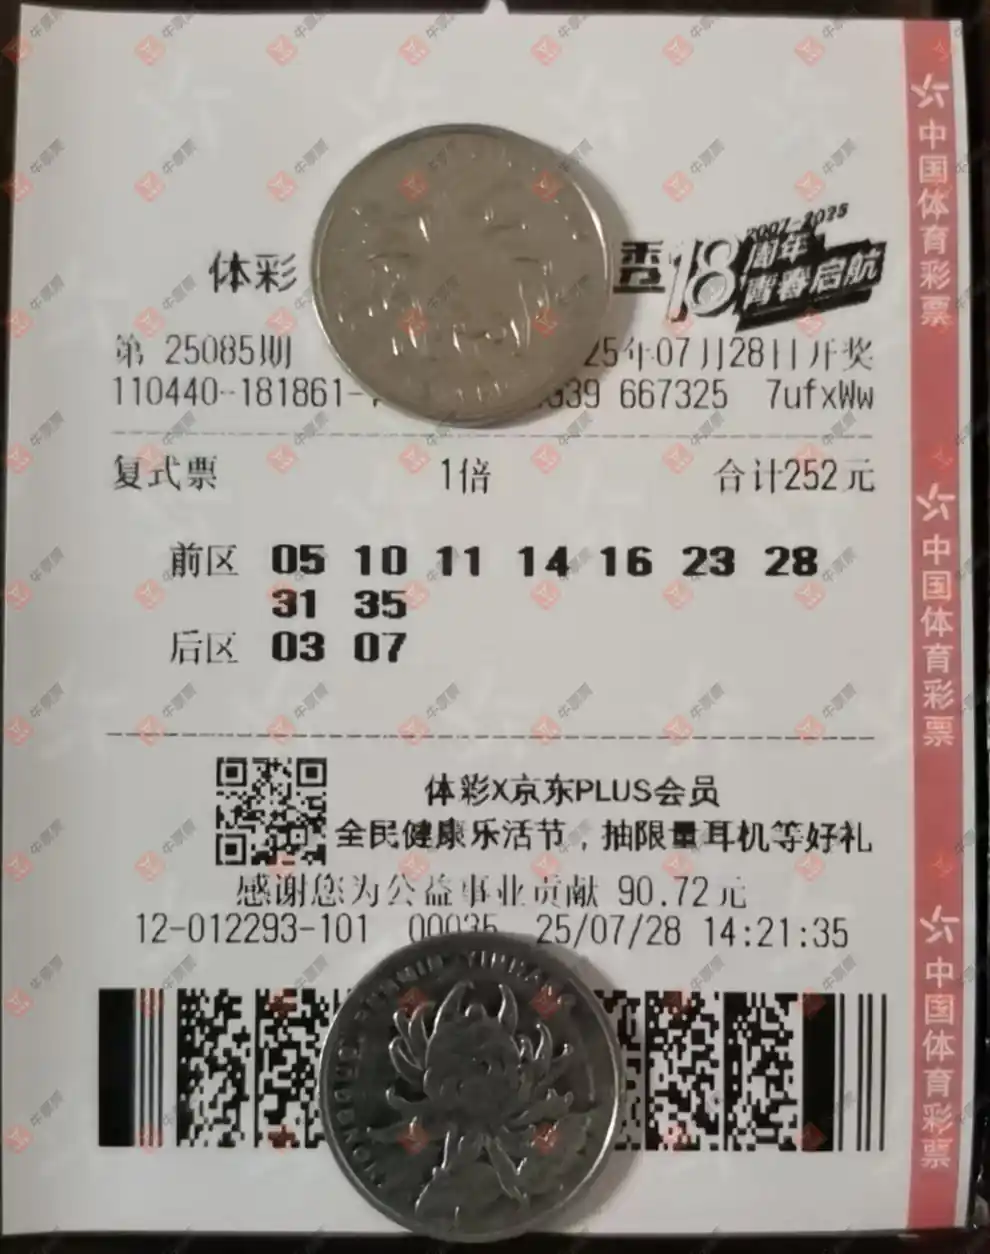 体彩
2007-2025
18周年
青春启航
第 25085期
25年07月28日开奖
110440-181861-
339 667325 7ufxWw
复式票 1倍 合计252元
前区 05 10 11 14 16 23 28
31 35
后区 03 07
体彩X京东PLUS会员
全民健康乐活节，抽限量耳机等好礼
感谢您为公益事业贡献 90.72元
12-012293-101 00035 25/07/28 14:21:35
中国体育彩票
中国体育彩票
中国体育彩票